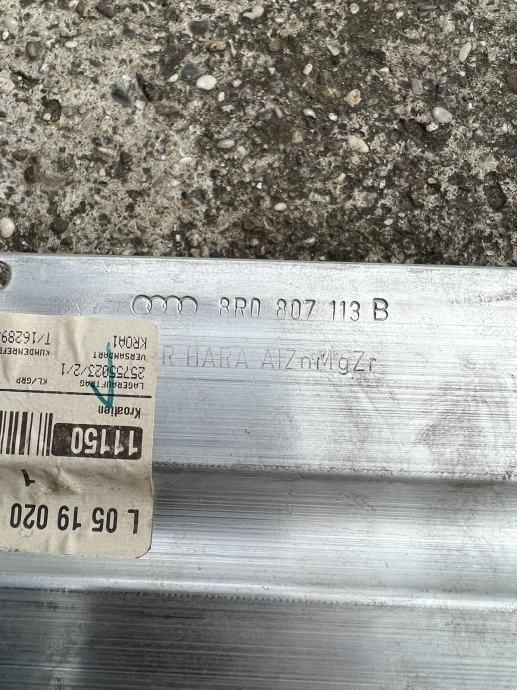 8R0 807 113 B
R HARA AlZnMgZr
L 05 19 020
1
11150
Kroatien
LAGERAUFTRAG KL/GRP
25755023/2/1
VERSANDART
KROA1
KUNDENREFE
T/16289